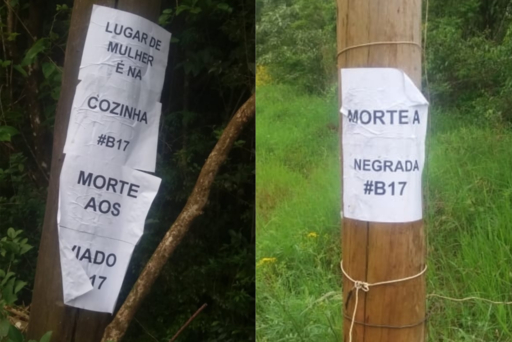 LUGAR DE
MULHER
É NA
COZINHA
#B17
MORTE
AOS
VIADO
17
MORTE A
NEGRADA
#B17